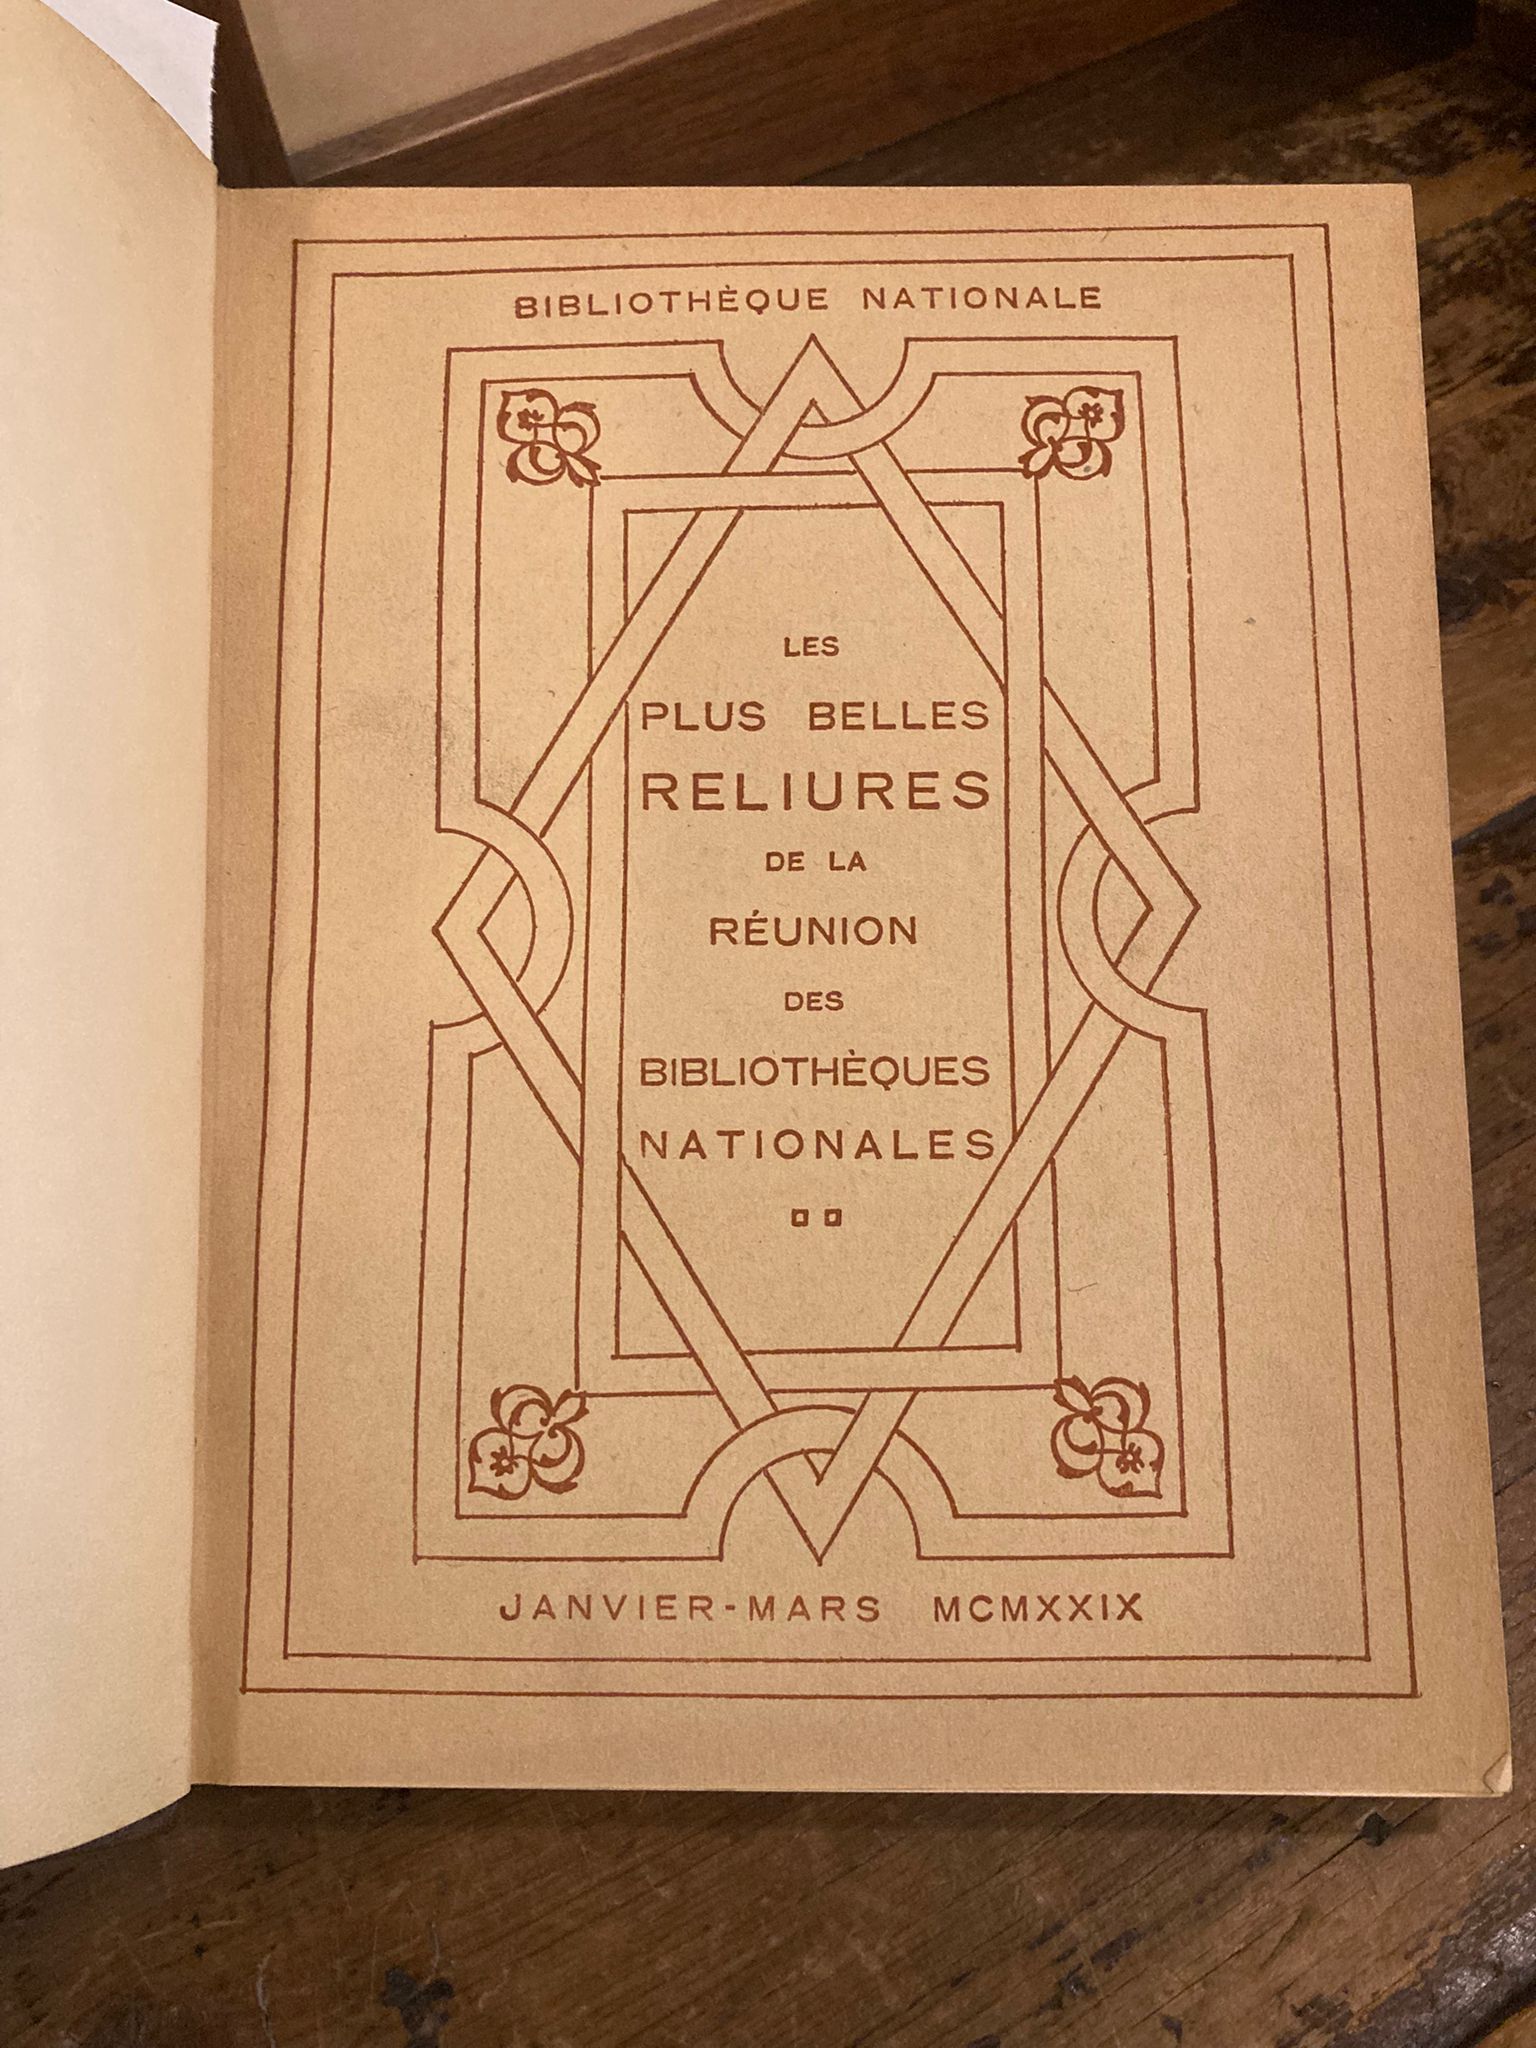 BIBLIOTHÈQUE NATIONALE
LES
PLUS BELLES
RELIURES
DE LA
RÉUNION
DES
BIBLIOTHÈQUES
NATIONALES
JANVIER-MARS MCMXXIX